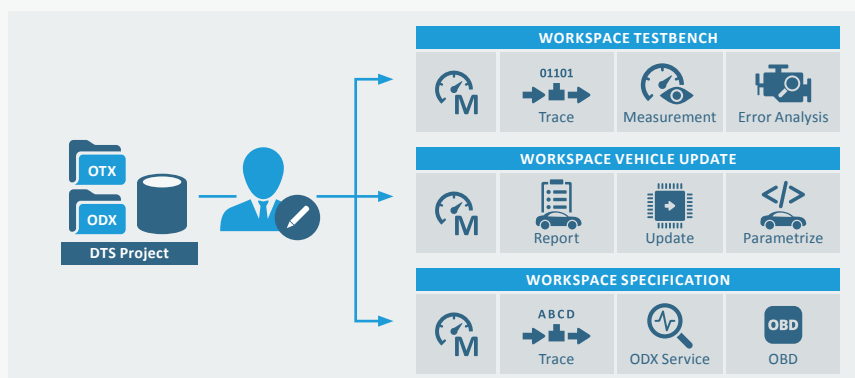 OTX
ODX
DTS Project
WORKSPACE TESTBENCH
M
01101
Trace
Measurement
Error Analysis
WORKSPACE VEHICLE UPDATE
M
Report
Update
</>
Parametrize
WORKSPACE SPECIFICATION
M
ABCD
Trace
ODX Service
OBD
OBD